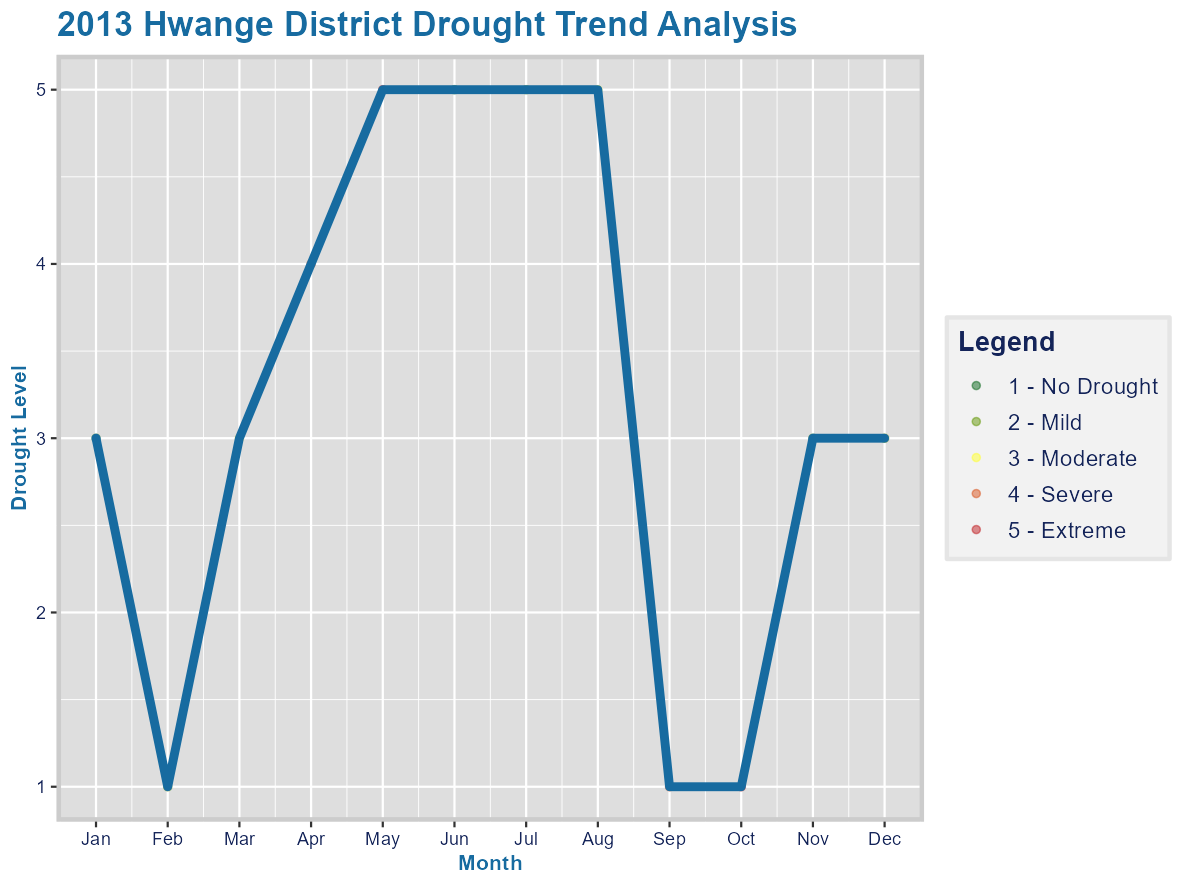 2013 Hwange District Drought Trend Analysis
Drought Level
5
4
3
2
1
Jan Feb Mar Apr May Jun Jul Aug Sep Oct Nov Dec
Month
Legend
1 - No Drought
2 - Mild
3 - Moderate
4 - Severe
5 - Extreme